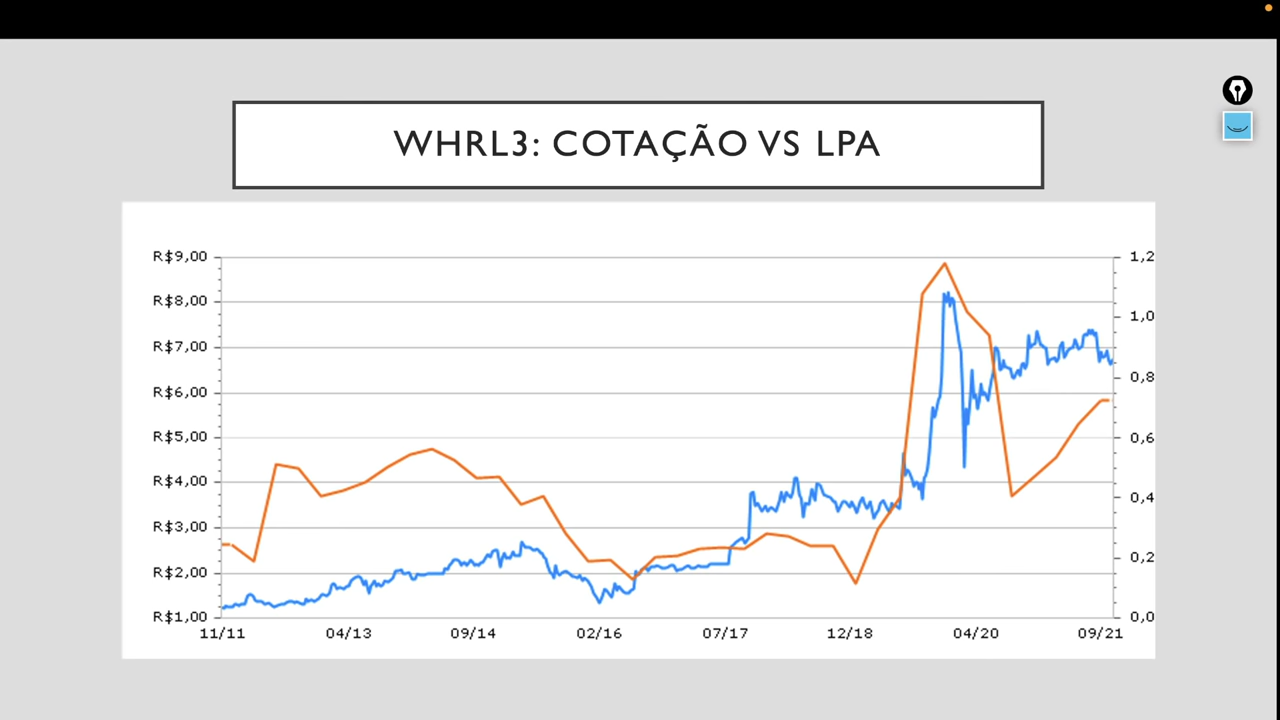 WHRL3: COTAÇÃO VS LPA
R$9,00
R$8,00
R$7,00
R$6,00
R$5,00
R$4,00
R$3,00
R$2,00
R$1,00
1,2
1,0
0,8
0,6
0,4
0,2
0,0
11/11 04/13 09/14 02/16 07/17 12/18 04/20 09/21